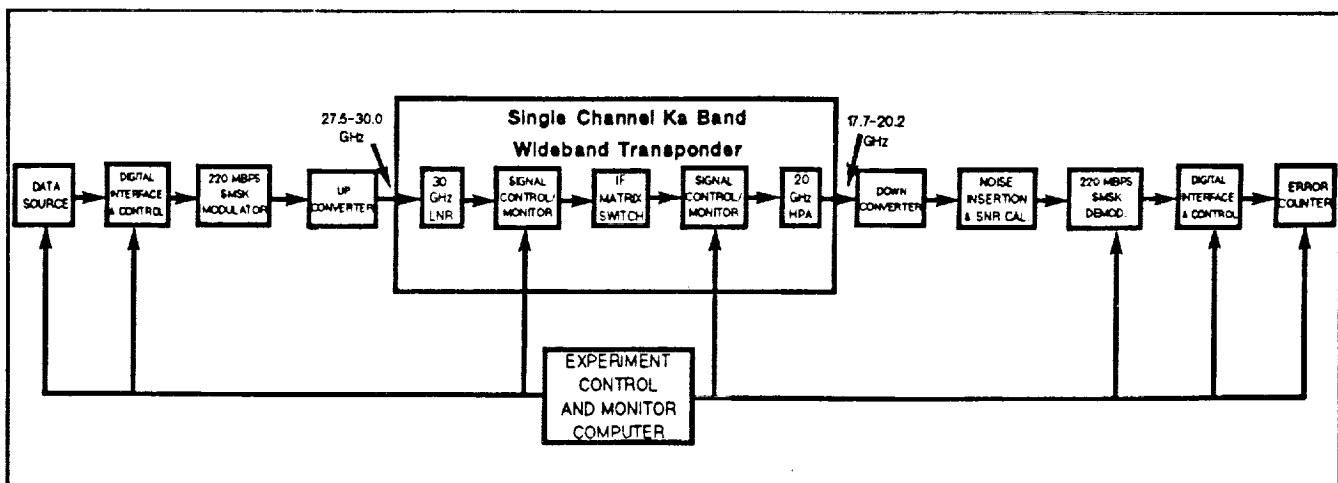 Single Channel Ka Band
Wideband Transponder
27.5-30.0
GHz
17.7-20.2
GHz
DATA
SOURCE
DIGITAL
INTERFACE
& CONTROL
220 MBPS
SMSK
MODULATOR
UP
CONVERTER
30
GHz
LNR
SIGNAL
CONTROL/
MONITOR
IF
MATRIX
SWITCH
SIGNAL
CONTROL/
MONITOR
20
GHz
HPA
DOWN
CONVERTER
NOISE
INSERTION
& SNR CAL
220 MBPS
SMSK
DEMOD.
DIGITAL
INTERFACE
& CONTROL
ERROR
COUNTER
EXPERIMENT
CONTROL
AND MONITOR
COMPUTER